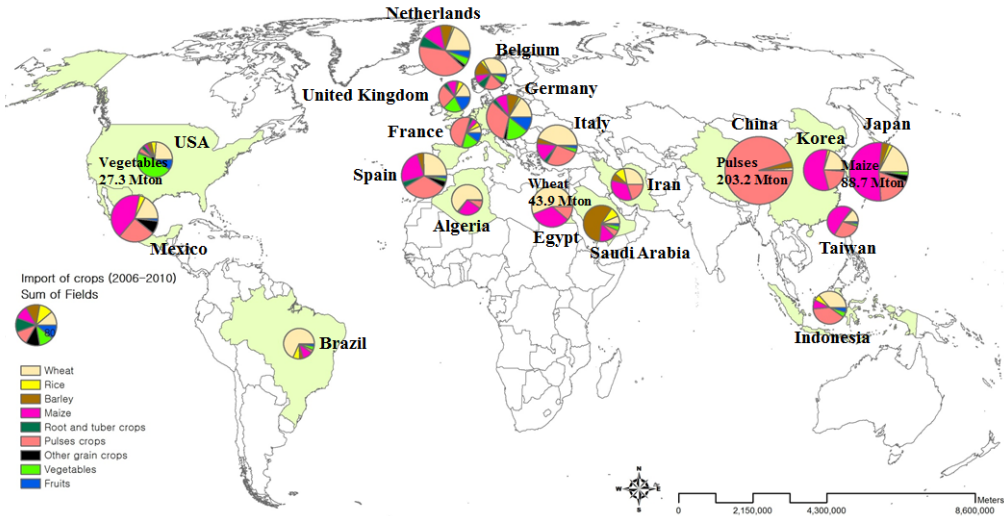 Netherlands
Belgium
United Kingdom
Germany
USA
France
Italy
China
Korea
Japan
Vegetables
27.3 Mton
Spain
Pulses
203.2 Mton
Maize
88.7 Mton
Iran
Wheat
43.9 Mton
Algeria
Egypt
Saudi Arabia
Mexico
Taiwan
Import of crops (2006-2010)
Sum of Fields
80
Brazil
Indonesia
Wheat
Rice
Barley
Maize
Root and tuber crops
Pulses crops
Other grain crops
Vegetables
Fruits
N
W E
S
Meters
0 2,150,000 4,300,000 8,600,000